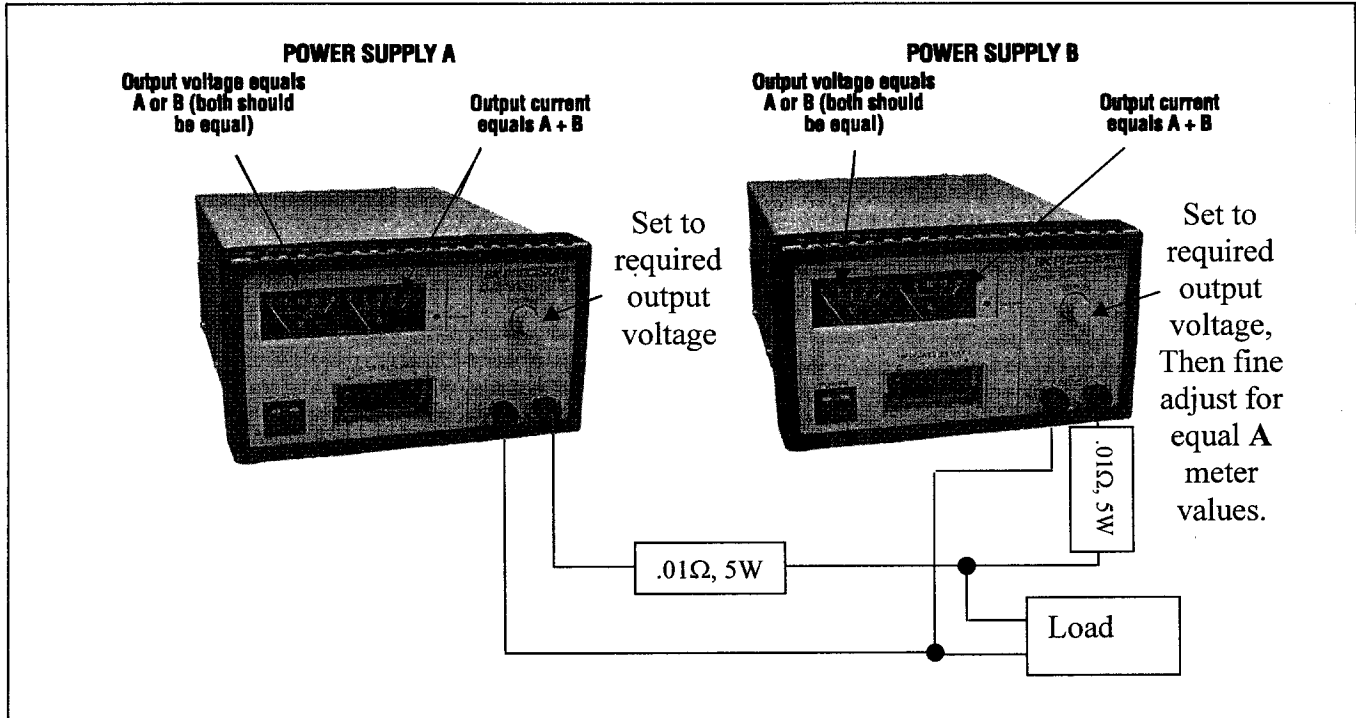 POWER SUPPLY A
Output voltage equals
A or B (both should
be equal)
Output current
equals A + B
Set to
required
output
voltage
POWER SUPPLY B
Output voltage equals
A or B (both should
be equal)
Output current
equals A + B
Set to
required
output
voltage,
Then fine
adjust for
equal A
meter
values.
.01Ω, 5W
.01Ω, 5W
Load